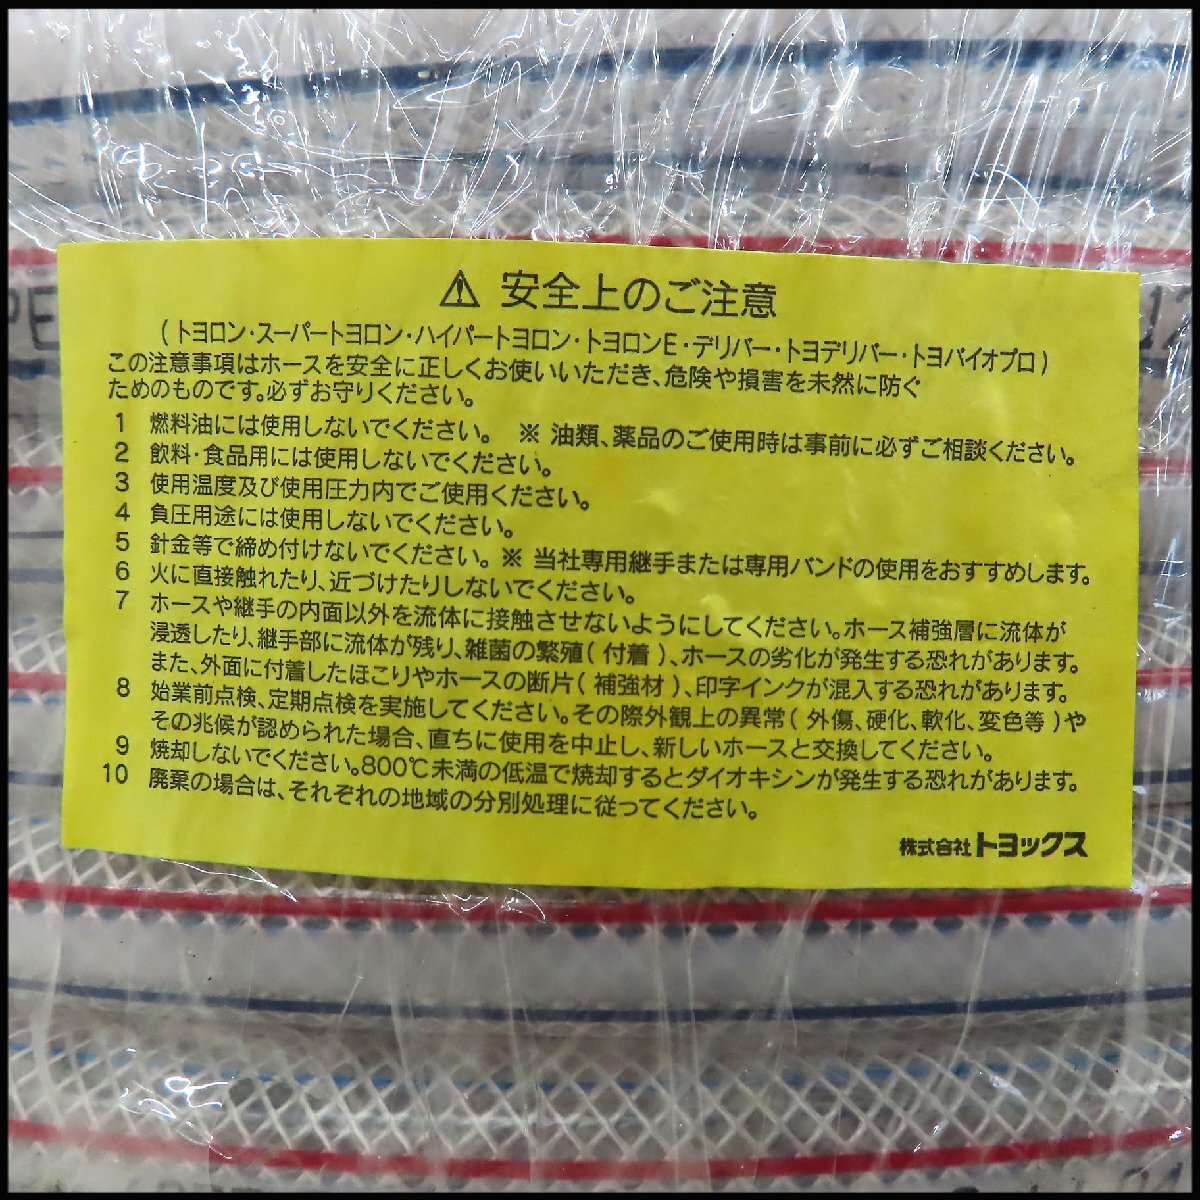 ⚠ 安全上のご注意
(トヨロン・スーパートヨロン・ハイパートヨロン・トヨロンE・デリバー・トヨデリバー・トヨバイオプロ)
この注意事項はホースを安全に正しくお使いいただき、危険や損害を未然に防ぐ
ためのものです。必ずお守りください。
1 燃料油には使用しないでください。 ※ 油類、薬品のご使用時は事前に必ずご相談ください。
2 飲料・食品用には使用しないでください。
3 使用温度及び使用圧力内でご使用ください。
4 負圧用途には使用しないでください。
5 針金等で締め付けないでください。※ 当社専用継手または専用バンドの使用をおすすめします。
6 火に直接触れたり、近づけたりしないでください。
7 ホースや継手の内面以外を流体に接触させないようにしてください。ホース補強層に流体が
浸透したり、継手部に流体が残り、雑菌の繁殖(付着)、ホースの劣化が発生する恐れがあります。
また、外面に付着したほこりやホースの断片(補強材)、印字インクが混入する恐れがあります。
8 始業前点検、定期点検を実施してください。その際外観上の異常(外傷、硬化、軟化、変色等)や
その兆候が認められた場合、直ちに使用を中止し、新しいホースと交換してください。
9 焼却しないでください。800℃未満の低温で焼却するとダイオキシンが発生する恐れがあります。
10 廃棄の場合は、それぞれの地域の分別処理に従ってください。
株式会社トヨックス